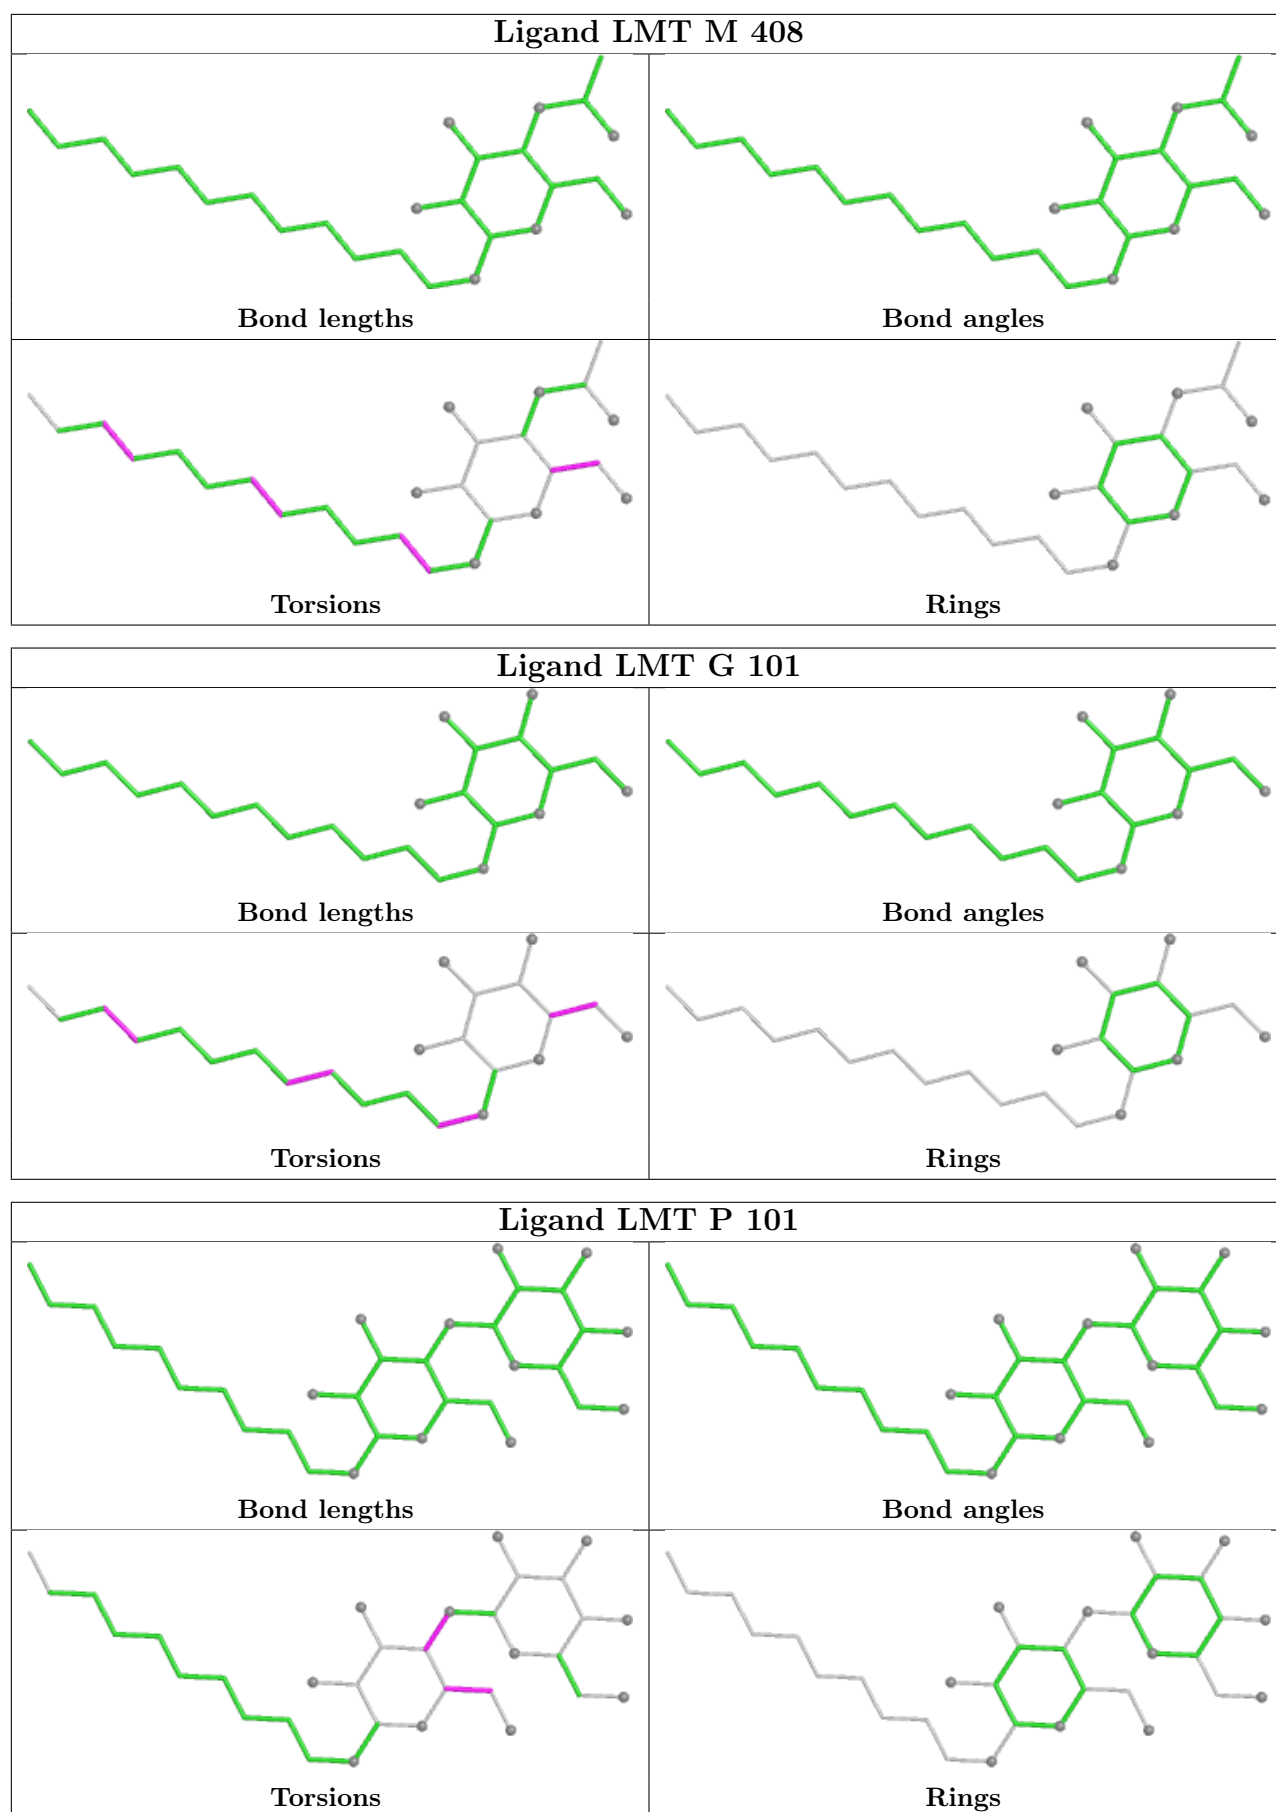 Ligand LMT M 408
Bond lengths
Bond angles
Torsions
Rings
Ligand LMT G 101
Bond lengths
Bond angles
Torsions
Rings
Ligand LMT P 101
Bond lengths
Bond angles
Torsions
Rings